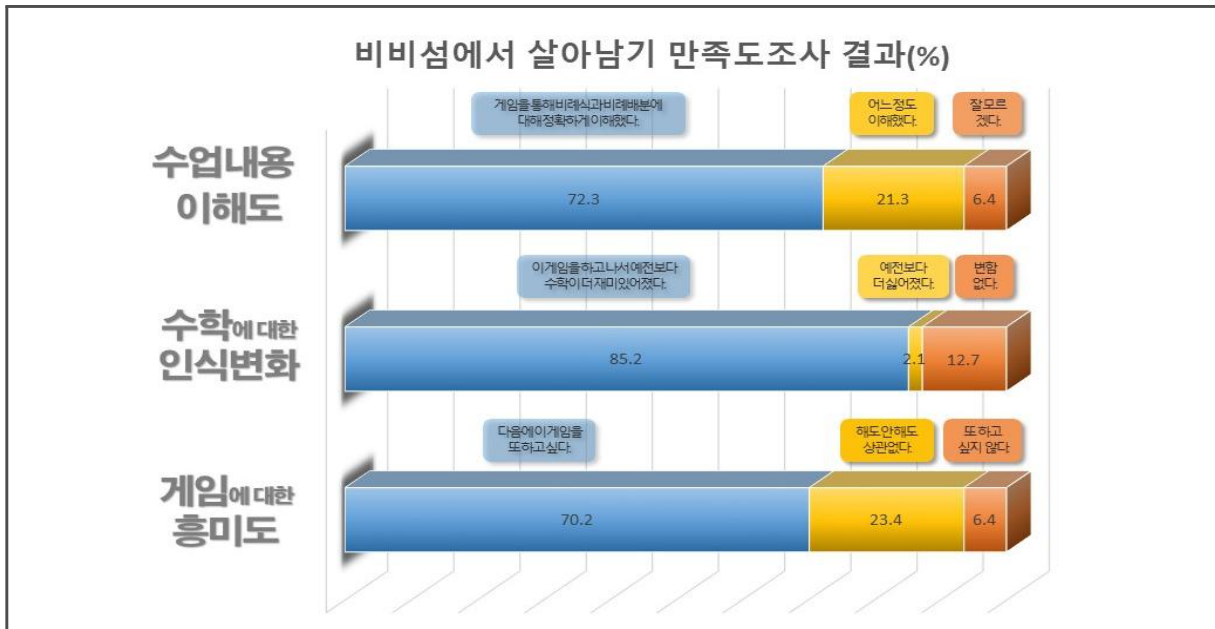 비비섬에서 살아남기 만족도조사 결과(%)
게임을통해비례식과비례배분에
대해정확하게이해했다.
어느정도
이해했다.
잘모르
겠다.
수업내용
이해도
72.3
21.3
6.4
이게임을하고나서예전보다
수학이더재미있어졌다.
예전보다
더싫어졌다.
변함
없다.
수학에 대한
인식변화
85.2
2.1
12.7
다음에이게임을
또하고싶다.
해도안해도
상관없다.
또하고
싶지 않다
게임에 대한
흥미도
70.2
23.4
6.4